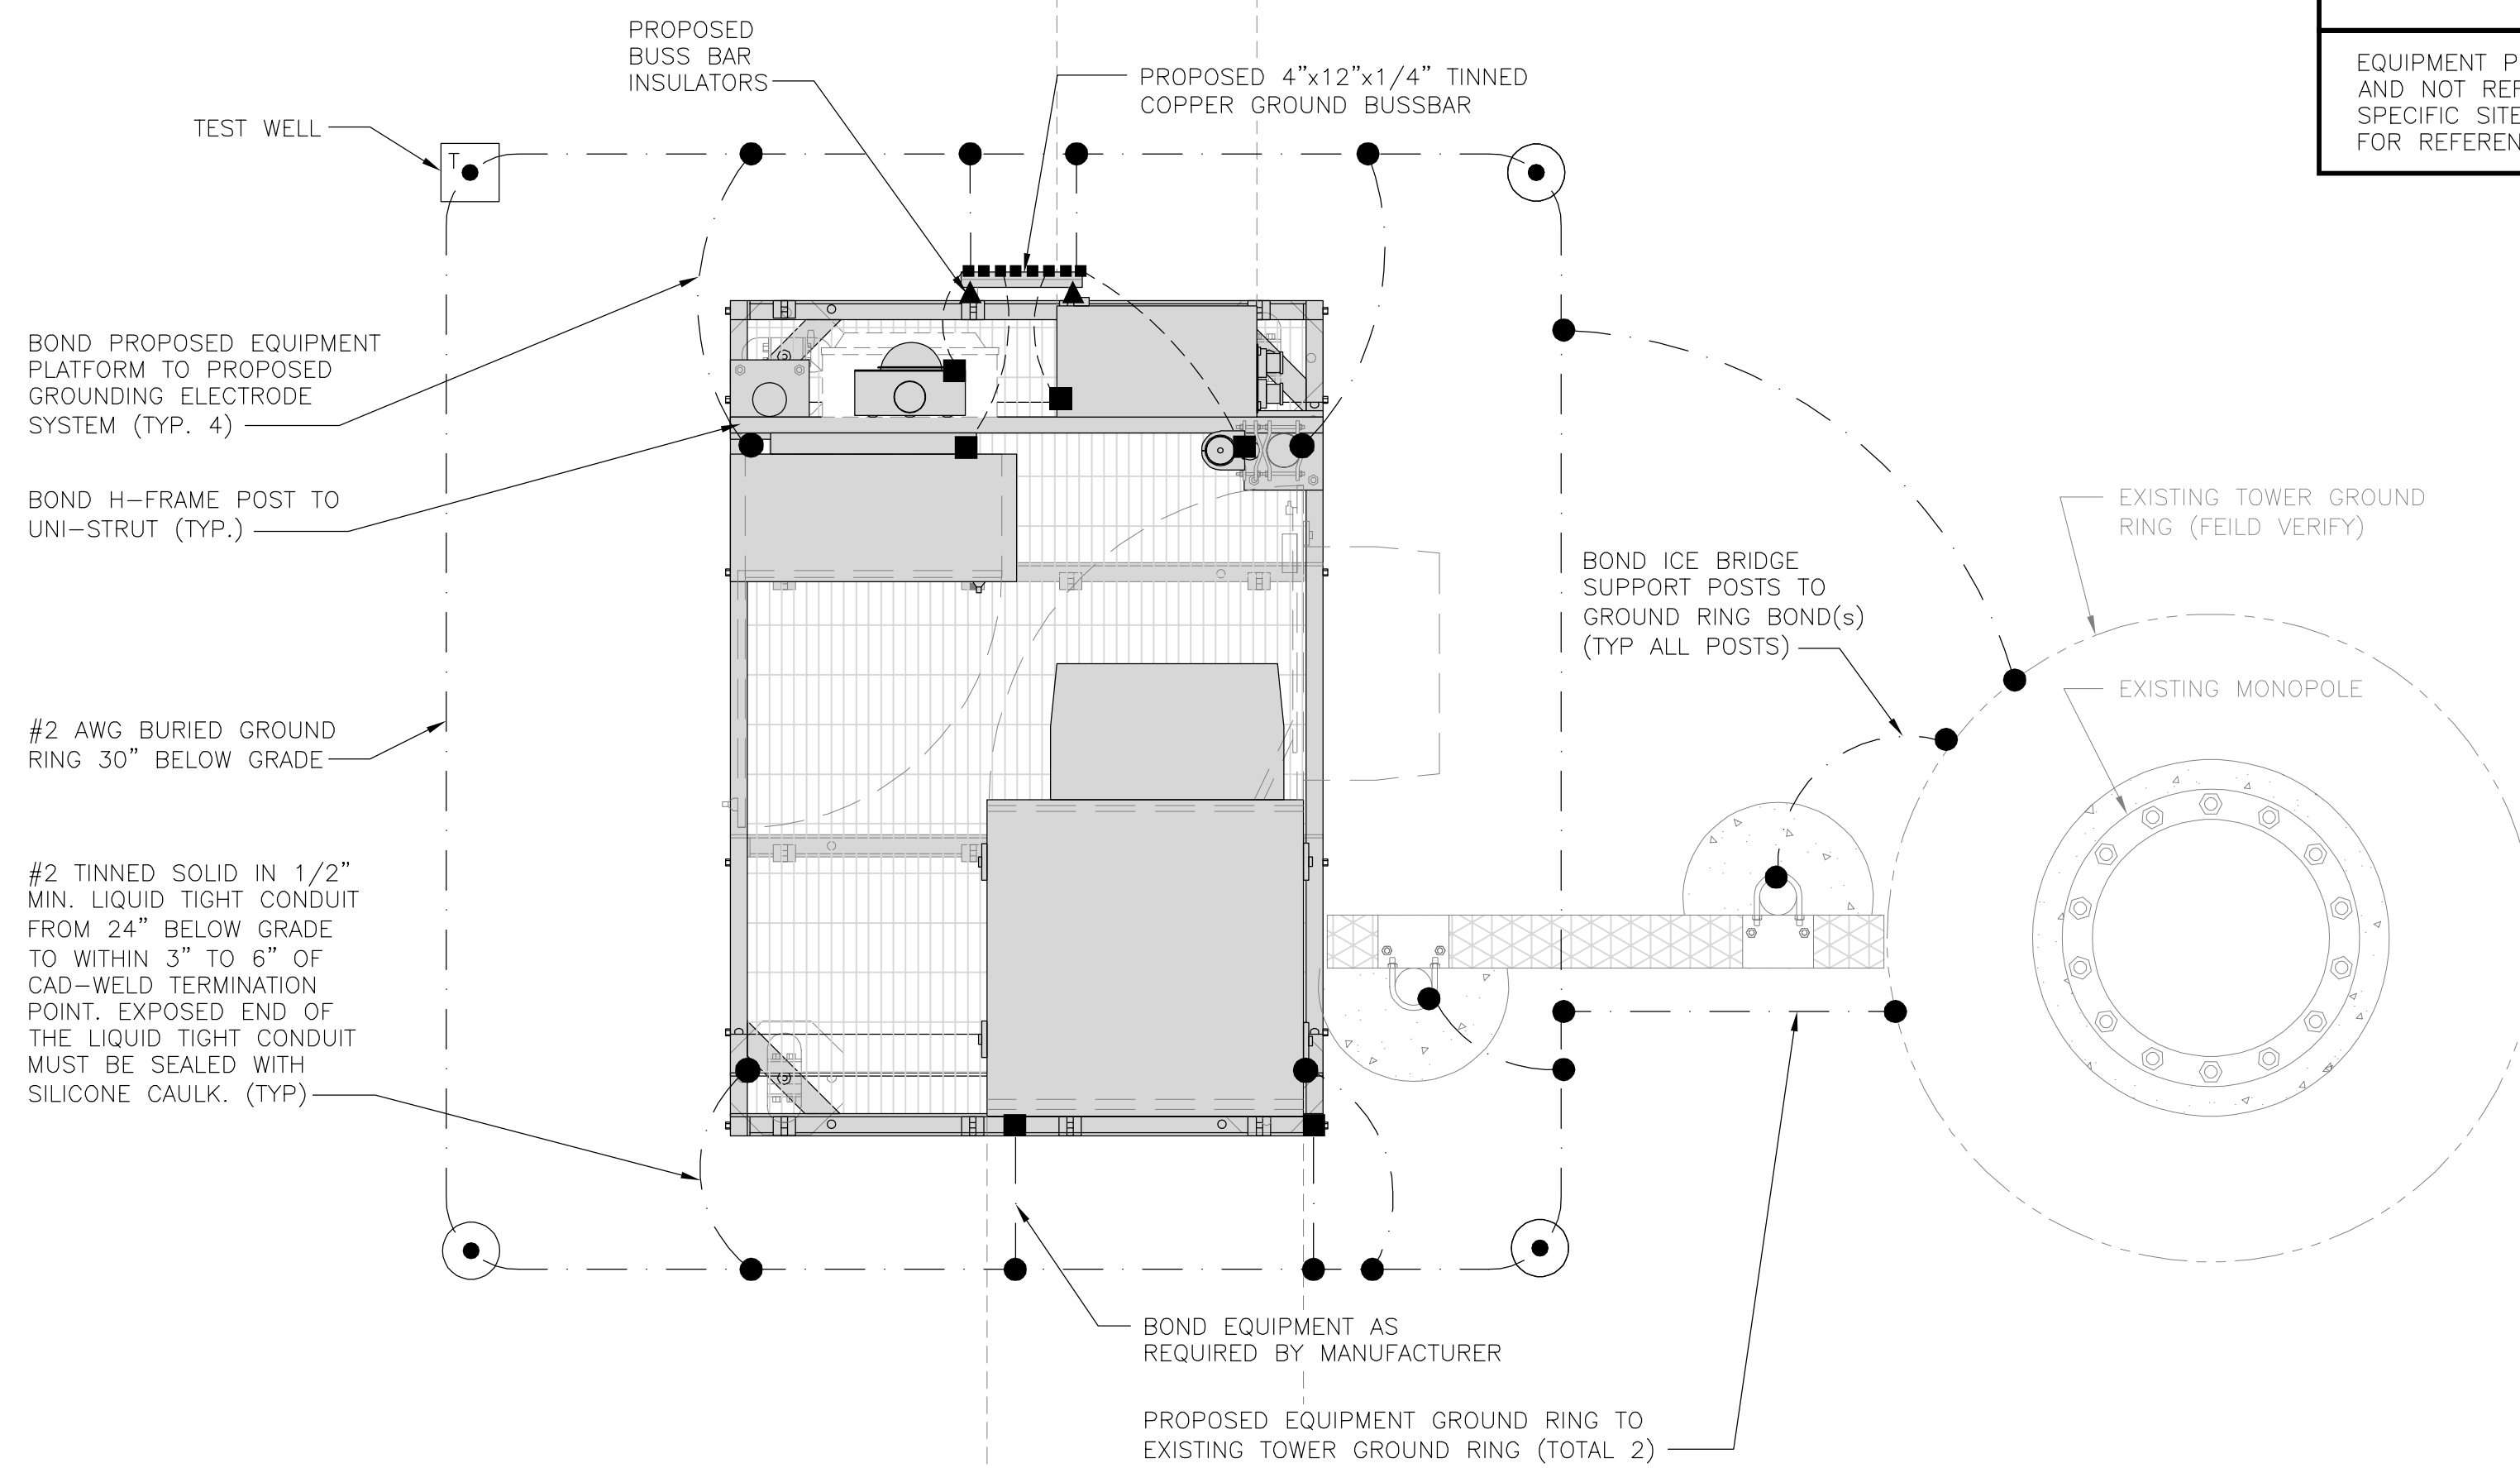 PROPOSED
BUSS BAR
INSULATORS
PROPOSED 4”x12”x1/4” TINNED
COPPER GROUND BUSSBAR
EQUIPMENT P
AND NOT REF
SPECIFIC SITE
FOR REFEREN
TEST WELL
T
BOND PROPOSED EQUIPMENT
PLATFORM TO PROPOSED
GROUNDING ELECTRODE
SYSTEM (TYP. 4)
BOND H-FRAME POST TO
UNI-STRUT (TYP.)
EXISTING TOWER GROUND
RING (FEILD VERIFY)
BOND ICE BRIDGE
SUPPORT POSTS TO
GROUND RING BOND(s)
(TYP ALL POSTS)
EXISTING MONOPOLE
#2 AWG BURIED GROUND
RING 30” BELOW GRADE
#2 TINNED SOLID IN 1/2”
MIN. LIQUID TIGHT CONDUIT
FROM 24” BELOW GRADE
TO WITHIN 3” TO 6” OF
CAD-WELD TERMINATION
POINT. EXPOSED END OF
THE LIQUID TIGHT CONDUIT
MUST BE SEALED WITH
SILICONE CAULK. (TYP)
BOND EQUIPMENT AS
REQUIRED BY MANUFACTURER
PROPOSED EQUIPMENT GROUND RING TO
EXISTING TOWER GROUND RING (TOTAL 2)